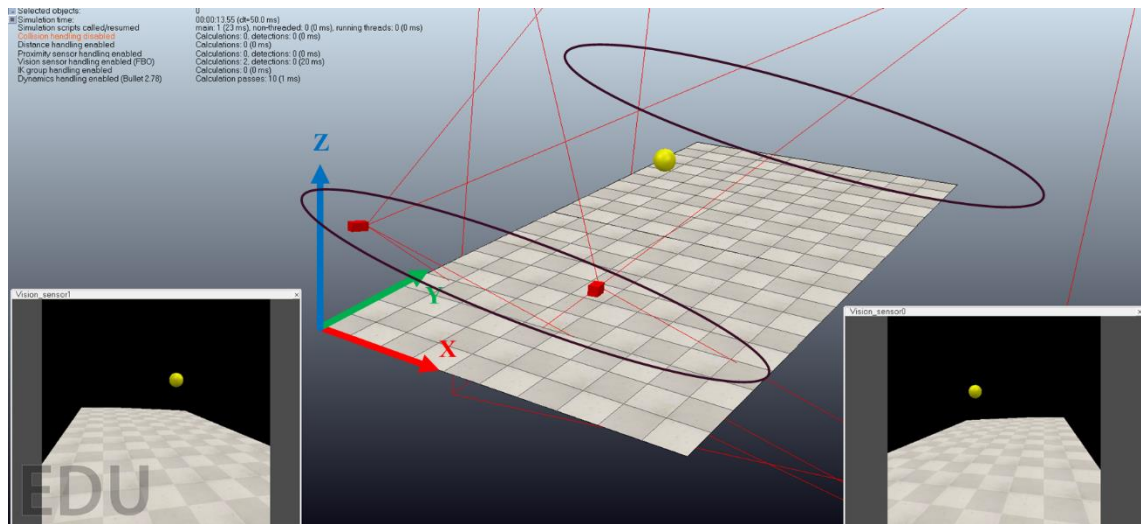 Selected objects: 0
Simulation time: 00:00:13.55 (dt=50.0 ms)
Simulation scripts called/resumed main: 1 (23 ms), non-threaded: 0 (0 ms), running threads: 0 (0 ms)
Collision handling disabled Calculations: 0, detections: 0 (0 ms)
Distance handling enabled Calculations: 0 (0 ms)
Proximity sensor handling enabled Calculations: 0, detections: 0 (0 ms)
Vision sensor handling enabled (FBO) Calculations: 2, detections: 0 (20 ms)
IK group handling enabled Calculations: 0 (0 ms)
Dynamics handling enabled (Bullet 2.78) Calculation passes: 10 (1 ms)
Z
Y
X
Vision_sensor1 ×
Vision_sensor0 ×
EDU